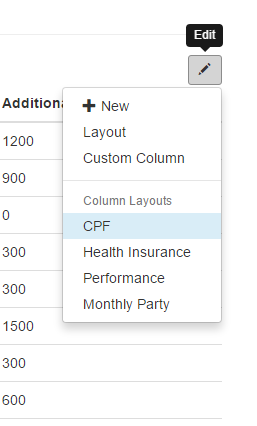 Edit
Additiona
New
1200
Layout
Custom Column
900
Column Layouts
0
CPF
300
Health Insurance
300
Performance
Monthly Party
1500
300
600